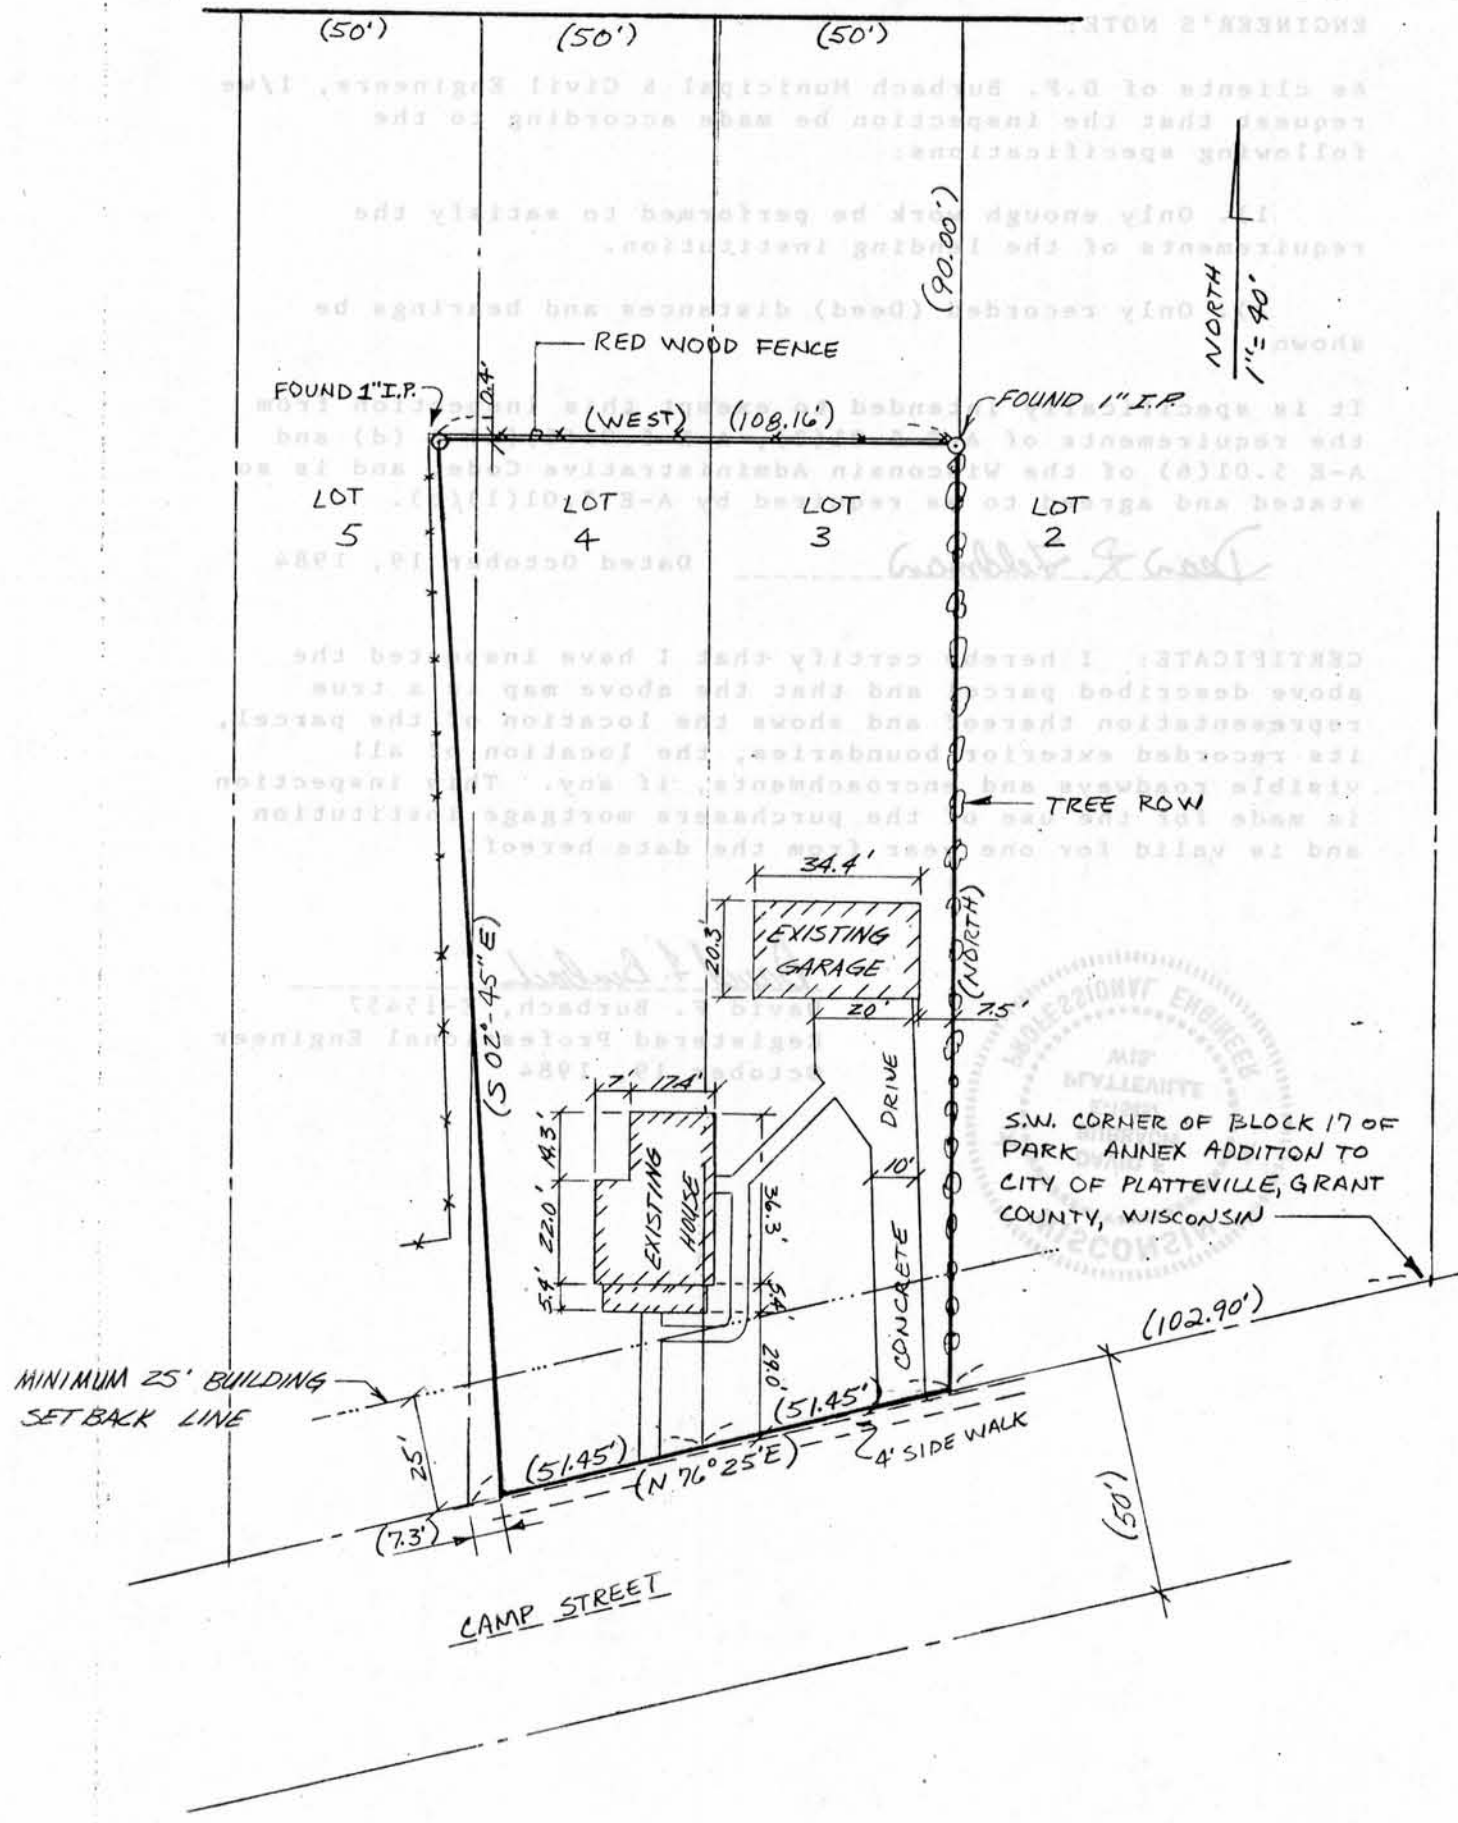 (50')
(50')
(50')
(90.00')
NORTH
1"= 40'
RED WOOD FENCE
FOUND 1" I.P.
0.4'
(WEST)
(108.16')
FOUND 1" I.P.
LOT
5
LOT
4
LOT
3
LOT
2
TREE ROW
34.4'
20.3'
EXISTING
GARAGE
(NORTH)
20'
7.5'
(S 02°-45" E)
7'
17.4'
14.3'
22.0'
5.4'
EXISTING
HOUSE
36.3'
5.4'
29.0'
DRIVE
10'
CONCRETE
S.W. CORNER OF BLOCK 17 OF
PARK ANNEX ADDITION TO
CITY OF PLATTEVILLE, GRANT
COUNTY, WISCONSIN
(102.90')
MINIMUM 25' BUILDING
SETBACK LINE
25'
(51.45')
(51.45')
(N 76° 25'E)
4' SIDE WALK
(7.3')
(50')
CAMP STREET
ENGINEER'S NOTE:
As clients of D.F. Burbach Municipal & Civil Engineers, I/we
request that the inspection be made according to the
following specifications:
1). Only enough work be performed to satisfy the
requirements of the lending institution.
Only recorded (Deed) distances and bearings be
shown
It is specifically intended to exempt this inspection from
the requirements of (d) and
A-E 5.01(6) of the Wisconsin Administrative Code and is so
stated and agreed to as required by A-E
Dated October 19, 1984
CERTIFICATE: I hereby certify that I have inspected the
above described parcel and that the above map is a true
representation thereof and shows the location of the parcel,
its recorded exterior boundaries, the location of all
visible roadways and encroachments, if any. This inspection
is made for the use of the purchasers mortgage institution
and is valid for one year from the date hereof
David F. Burbach,
Registered Professional Engineer
October 19, 1984
PROFESSIONAL ENGINEER
WIS.
PLATTEVILLE
BURBACH
DAVID F.
WISCONSIN